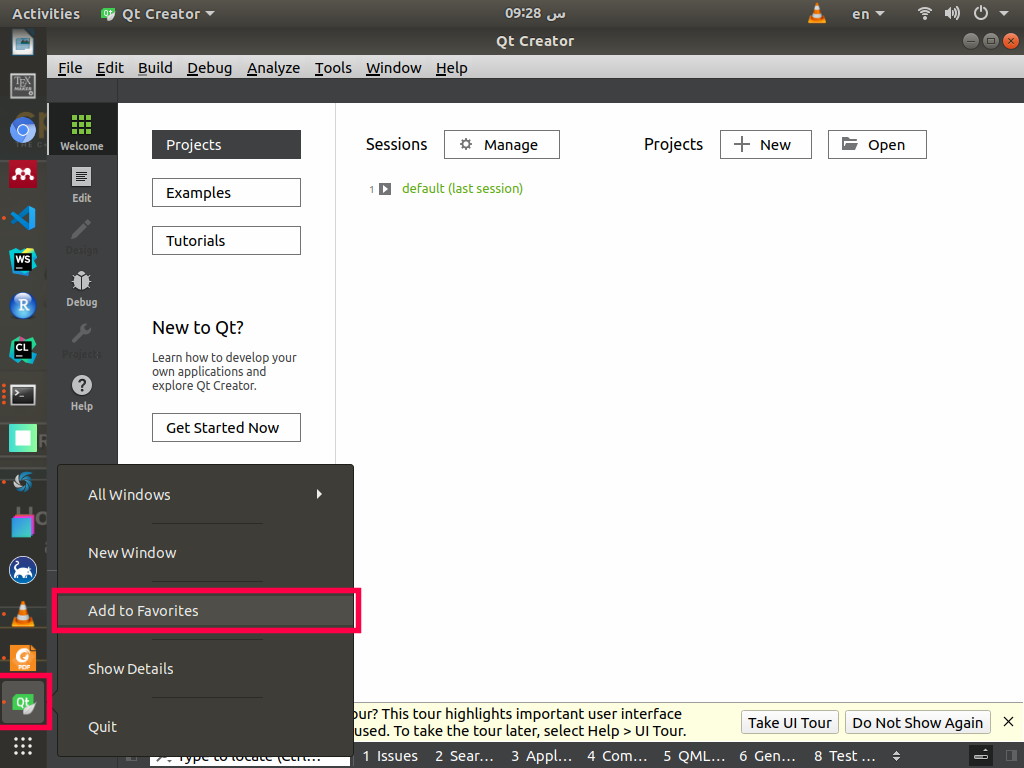 Activities Qt Creator 09:28 س en
Qt Creator
File Edit Build Debug Analyze Tools Window Help
Welcome
Edit
Design
Debug
Projects
Help
Projects
Examples
Tutorials
New to Qt?
Learn how to develop your
own applications and
explore Qt Creator.
Get Started Now
Sessions Manage
1 default (last session)
Projects New Open
WS
R
CL
PDF
Qt
All Windows
New Window
Add to Favorites
Show Details
Quit
our? This tour highlights important user interface
used. To take the tour later, select Help > UI Tour.
Take UI Tour Do Not Show Again
Type to locate (Ctrl...
1 Issues 2 Sear... 3 Appl... 4 Com... 5 QML... 6 Gen... 8 Test ...